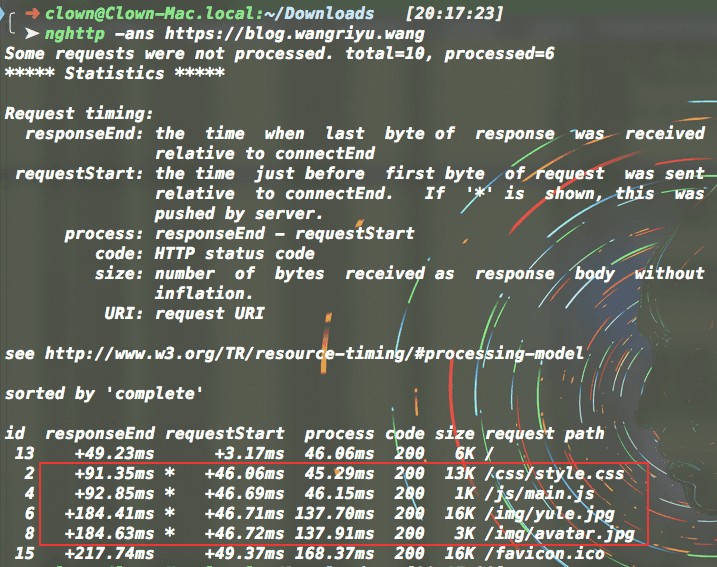 ➜ clown@Clown-Mac.local:~/Downloads [20:17:23]
➤ nghttp -ans https://blog.wangriyu.wang
Some requests were not processed. total=10, processed=6
***** Statistics *****
Request timing:
responseEnd: the time when last byte of response was received
relative to connectEnd
requestStart: the time just before first byte of request was sent
relative to connectEnd. If '*' is shown, this was
pushed by server.
process: responseEnd - requestStart
code: HTTP status code
size: number of bytes received as response body without
inflation.
URI: request URI
see http://www.w3.org/TR/resource-timing/#processing-model
sorted by 'complete'
id responseEnd requestStart process code size request path
13 +49.23ms +3.17ms 46.06ms 200 6K /
2 +91.35ms * +46.06ms 45.29ms 200 13K /css/style.css
4 +92.85ms * +46.69ms 46.15ms 200 1K /js/main.js
6 +184.41ms * +46.71ms 137.70ms 200 16K /img/yule.jpg
8 +184.63ms * +46.72ms 137.91ms 200 3K /img/avatar.jpg
15 +217.74ms +49.37ms 168.37ms 200 16K /favicon.ico